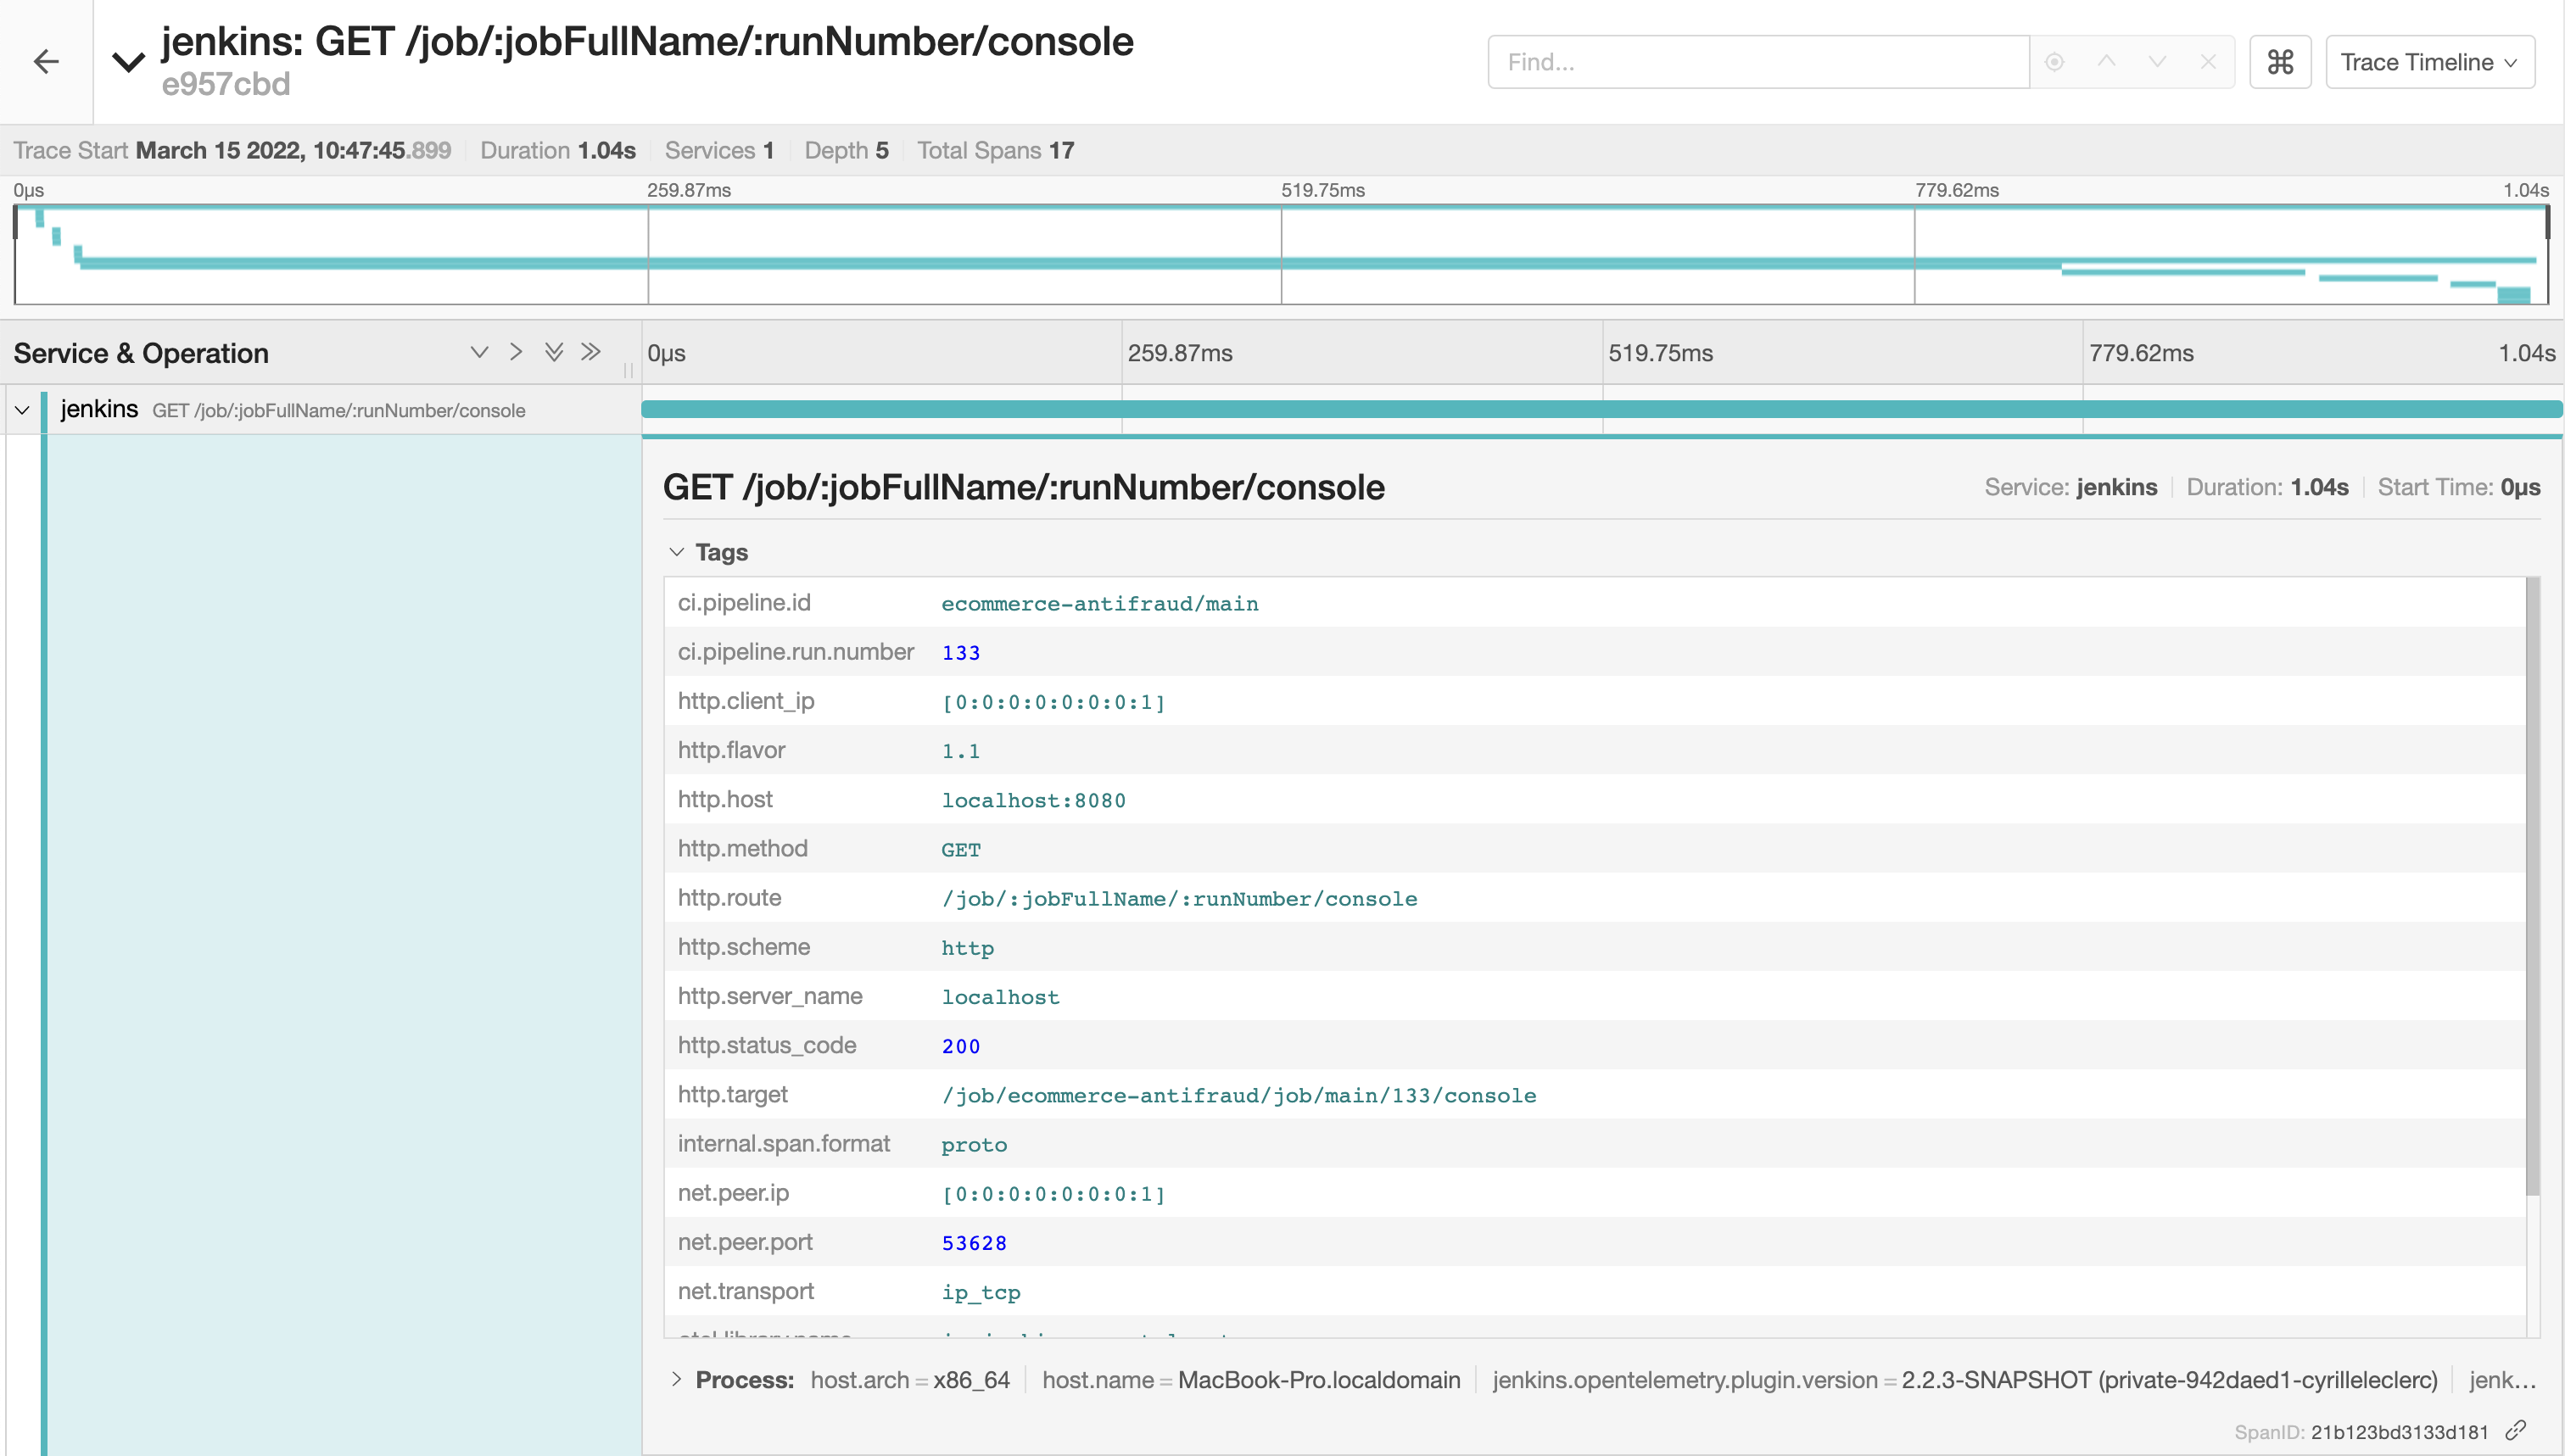 jenkins: GET /job/:jobFullName/:runNumber/console
e957cbd
Find...
Trace Timeline
Trace Start March 15 2022, 10:47:45.899 Duration 1.04s Services 1 Depth 5 Total Spans 17
0μs 259.87ms 519.75ms 779.62ms 1.04s
Service & Operation 0μs 259.87ms 519.75ms 779.62ms 1.04s
jenkins GET /job/:jobFullName/:runNumber/console
GET /job/:jobFullName/:runNumber/console Service: jenkins Duration: 1.04s Start Time: 0μs
Tags
ci.pipeline.id ecommerce-antifraud/main
ci.pipeline.run.number 133
http.client_ip [0:0:0:0:0:0:0:1]
http.flavor 1.1
http.host localhost:8080
http.method GET
http.route /job/:jobFullName/:runNumber/console
http.scheme http
http.server_name localhost
http.status_code 200
http.target /job/ecommerce-antifraud/job/main/133/console
internal.span.format proto
net.peer.ip [0:0:0:0:0:0:0:1]
net.peer.port 53628
net.transport ip_tcp
Process: host.arch = x86_64 host.name = MacBook-Pro.localdomain jenkins.opentelemetry.plugin.version = 2.2.3-SNAPSHOT (private-942daed1-cyrilleleclerc) jenk...
SpanID: 21b123bd3133d181